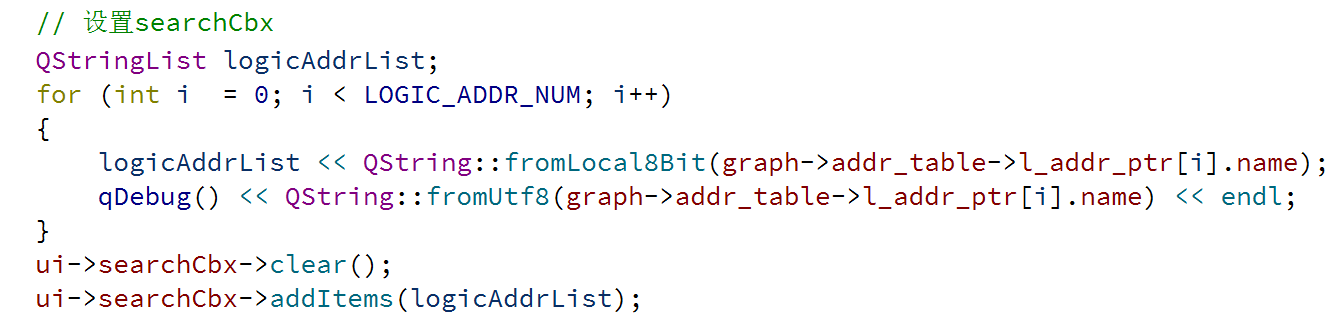 // 设置searchCbx
QStringList logicAddrList;
for (int i  = 0; i < LOGIC_ADDR_NUM; i++)
{
    logicAddrList << QString::fromLocal8Bit(graph->addr_table->l_addr_ptr[i].name);
    qDebug() << QString::fromUtf8(graph->addr_table->l_addr_ptr[i].name) << endl;
}
ui->searchCbx->clear();
ui->searchCbx->addItems(logicAddrList);